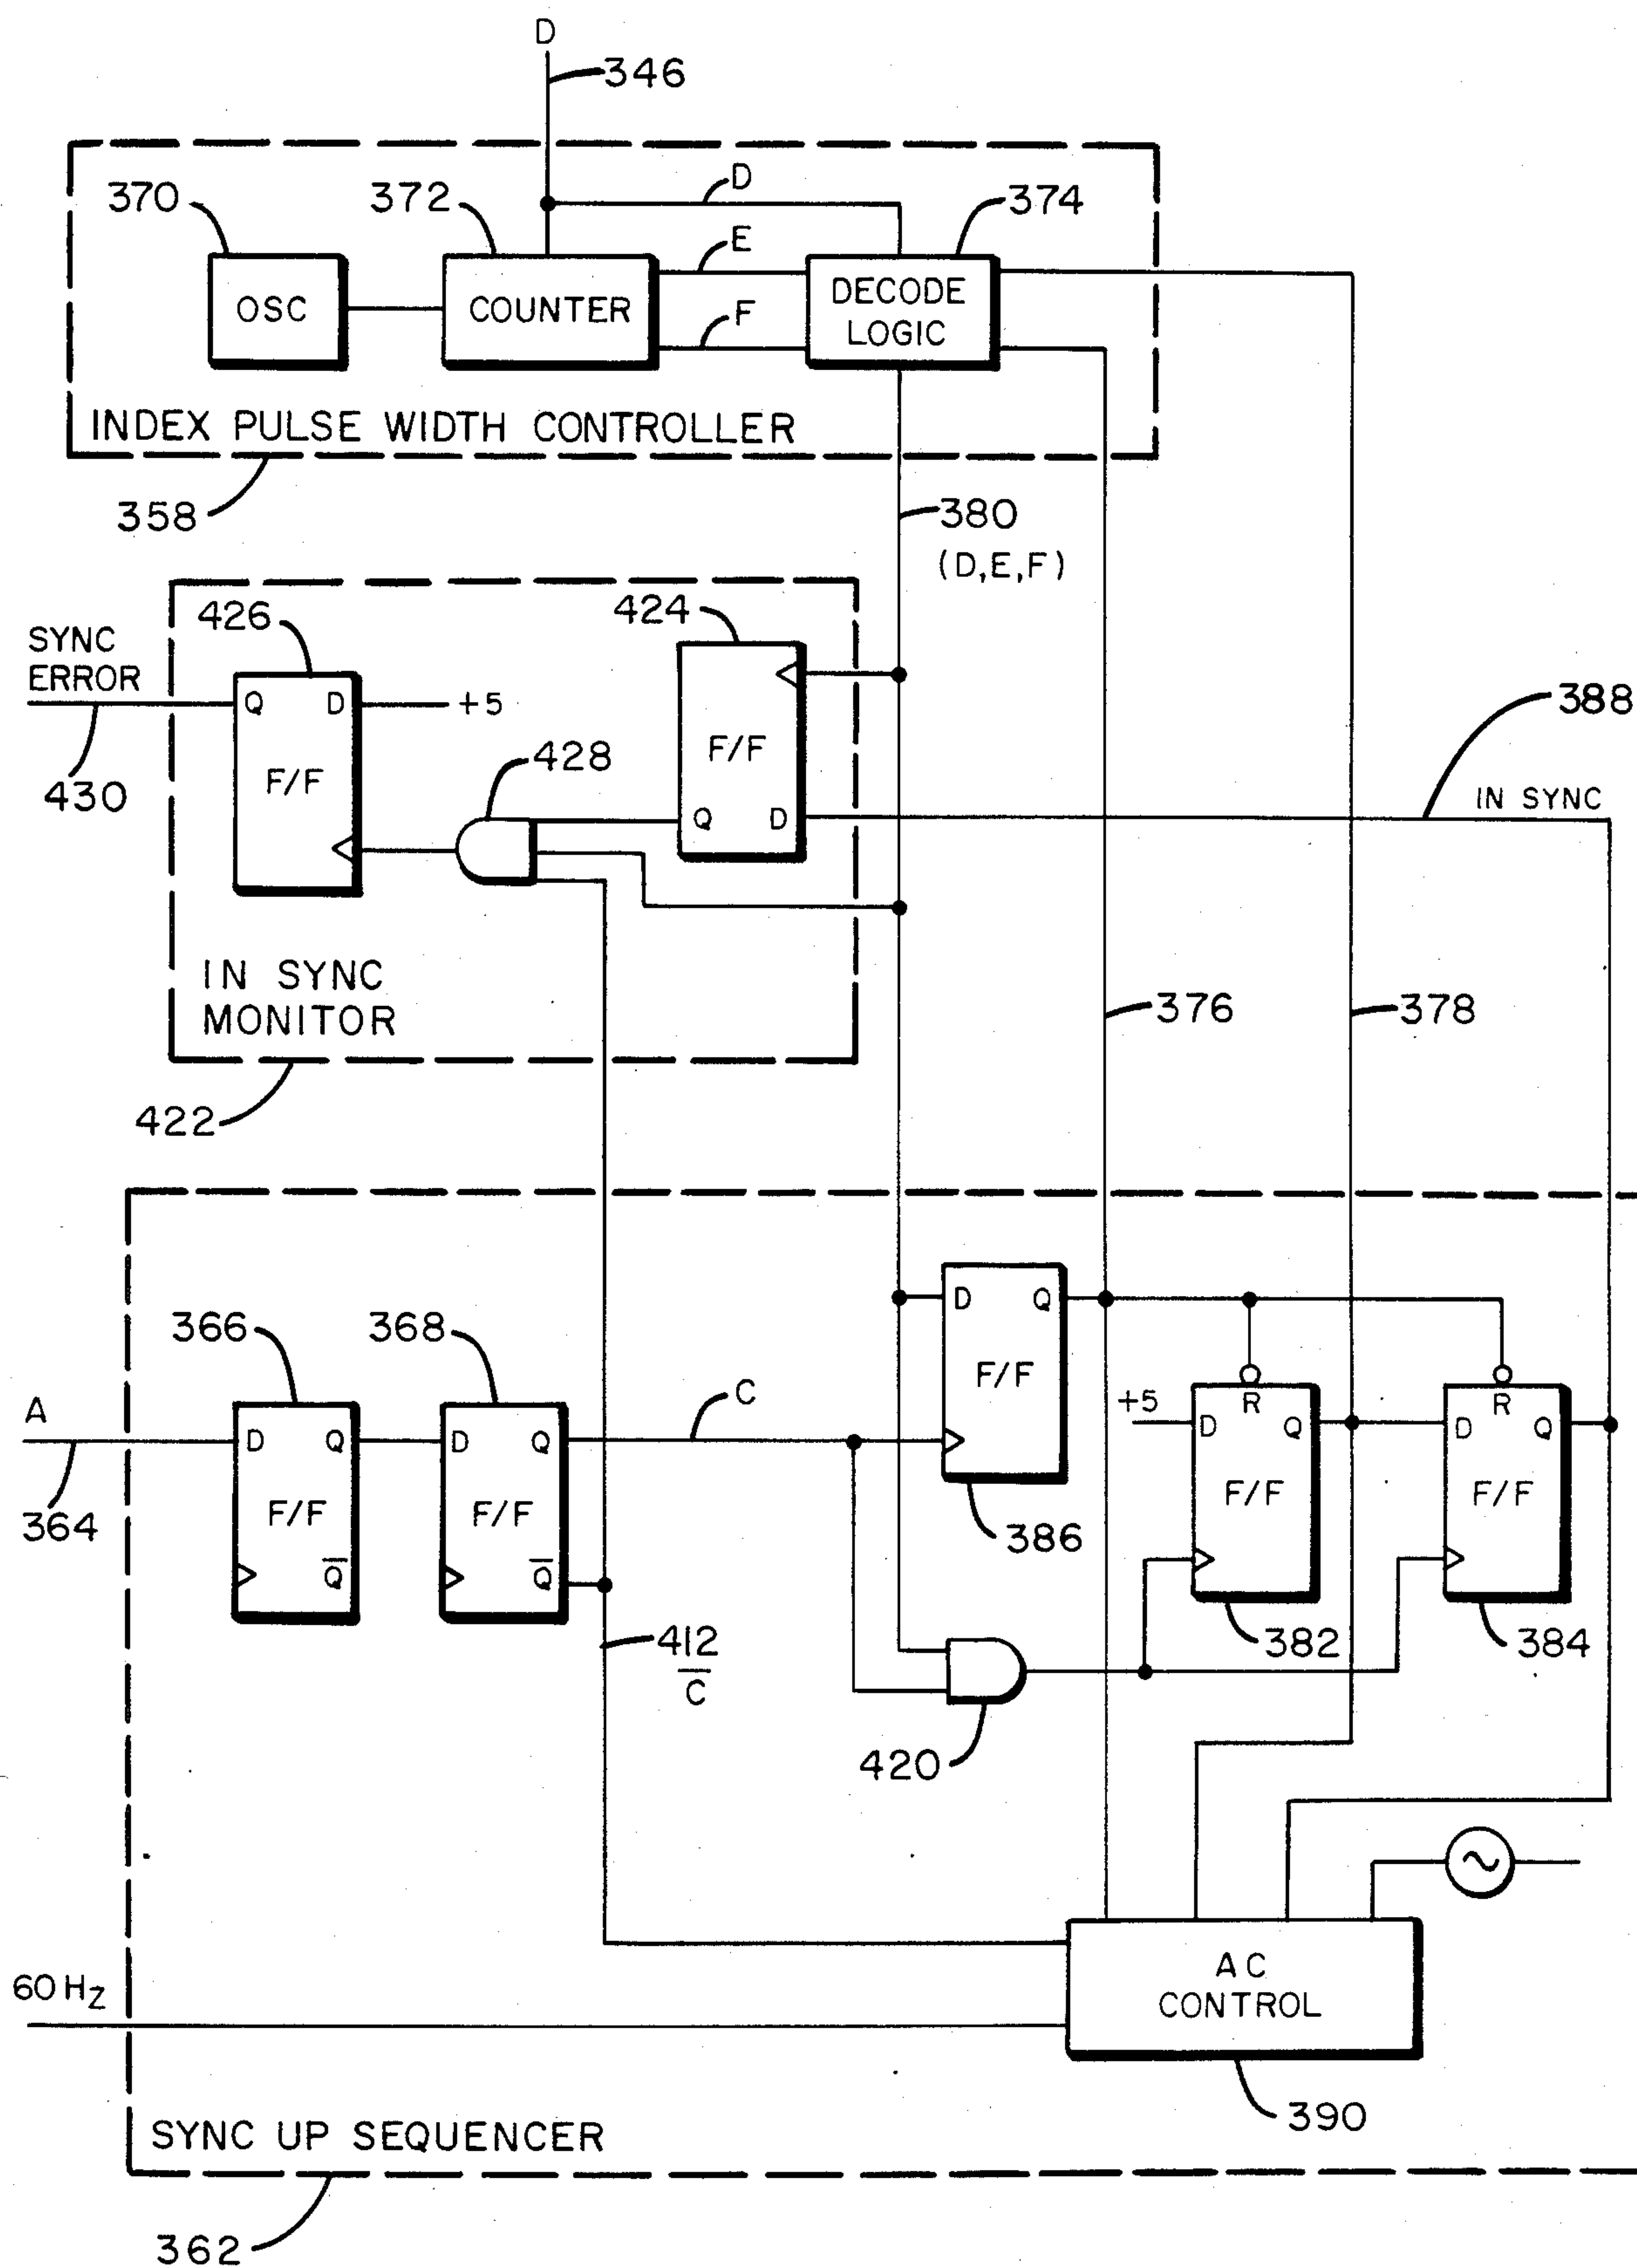 D
346
370
372
D
374
E
F
OSC
COUNTER
DECODE
LOGIC
INDEX PULSE WIDTH CONTROLLER
358
380
(D,E,F)
426
424
SYNC
ERROR
Q
D
+5
388
F/F
F/F
428
430
IN SYNC
Q
D
IN SYNC
MONITOR
376
378
422
366
368
D
Q
C
F/F
+5
R
R
A
D
Q
D
Q
D
Q
D
Q
364
F/F
F/F
F/F
F/F
386
Q̅
Q̅
382
384
412
C̅
420
60Hz
AC
CONTROL
390
SYNC UP SEQUENCER
362